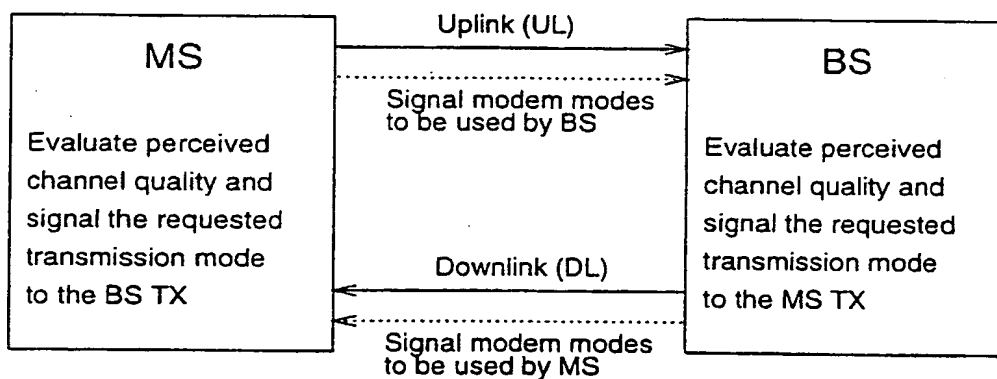 MS
Evaluate perceived
channel quality and
signal the requested
transmission mode
to the BS TX
Uplink (UL)
Signal modem modes
to be used by BS
Downlink (DL)
Signal modem modes
to be used by MS
BS
Evaluate perceived
channel quality and
signal the requested
transmission mode
to the MS TX